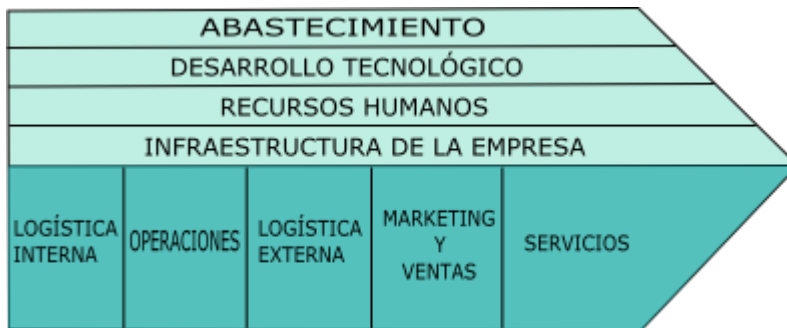 ABASTECIMIENTO
DESARROLLO TECNOLÓGICO
RECURSOS HUMANOS
INFRAESTRUCTURA DE LA EMPRESA
LOGÍSTICA
INTERNA
OPERACIONES
LOGÍSTICA
EXTERNA
MARKETING
Y
VENTAS
SERVICIOS